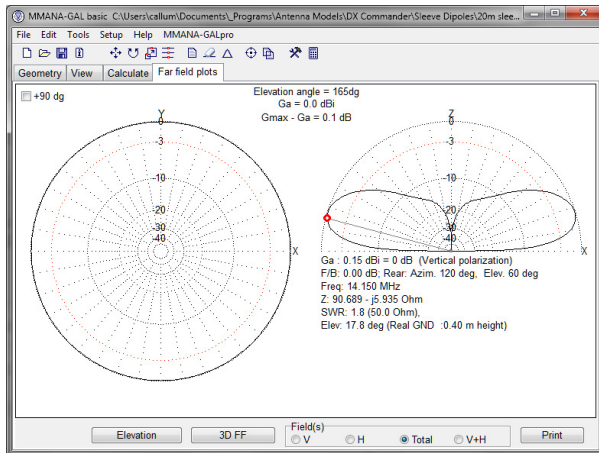 MMANA-GAL basic C:\Users\callum\Documents\_Programs\Antenna Models\DX Commander\Sleeve Dipoles\20m slee...
File Edit Tools Setup Help MMANA-GALpro
Geometry View Calculate Far field plots
+90 dg
Elevation angle = 165dg
Ga = 0.0 dBi
Gmax - Ga = 0.1 dB
Y
0
-3
-10
-20
-30
-40
X
Z
0
-3
-10
-20
-30
-40
X
Ga : 0.15 dBi = 0 dB (Vertical polarization)
F/B: 0.00 dB; Rear: Azim. 120 deg, Elev. 60 deg
Freq: 14.150 MHz
Z: 90.689 - j5.935 Ohm
SWR: 1.8 (50.0 Ohm),
Elev: 17.8 deg (Real GND :0.40 m height)
Elevation
3D FF
Field(s)
V
H
Total
V+H
Print